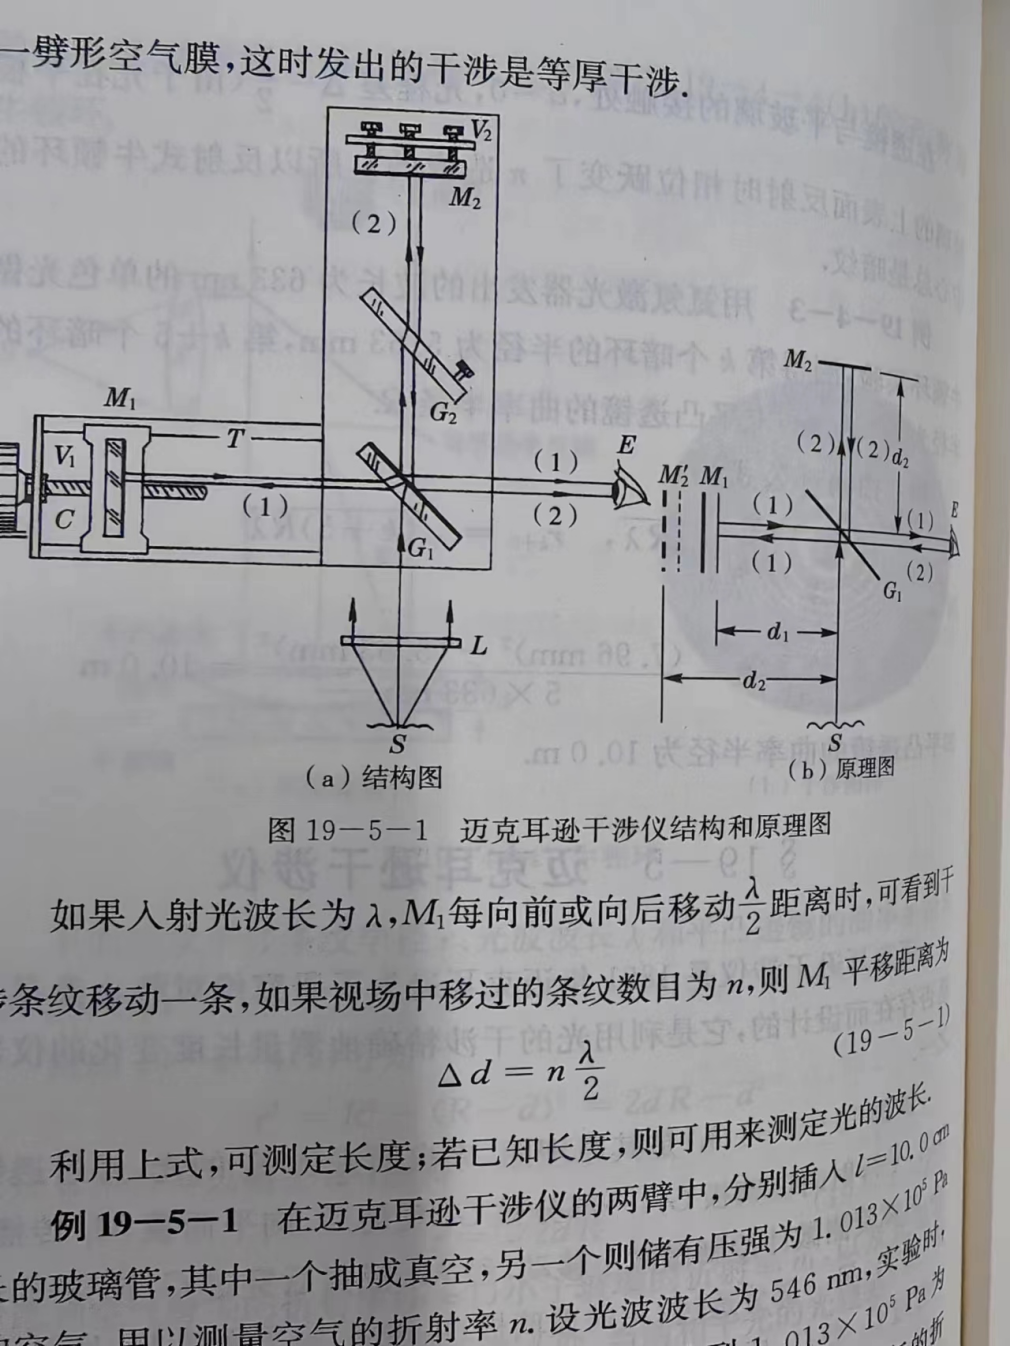 一劈形空气膜,这时发出的干涉是等厚干涉.
V₂
M₂
(2)
G₂
M₁
T
V₁
C
(1)
(1)
(2)
E
G₁
L
S
(a)结构图
M₂
(2) (2) d₂
M₂′ M₁
(1)
(1)
(1)
E
(2)
G₁
d₁
d₂
S
(b)原理图
图 19-5-1 迈克耳逊干涉仪结构和原理图
如果入射光波长为 λ,M₁每向前或向后移动 λ/2 距离时,可看到干
涉条纹移动一条,如果视场中移过的条纹数目为 n,则 M₁ 平移距离为
Δd = n λ/2 (19-5-1)
利用上式,可测定长度;若已知长度,则可用来测定光的波长.
例 19-5-1 在迈克耳逊干涉仪的两臂中,分别插入 l=10.0 cm
长的玻璃管,其中一个抽成真空,另一个则储有压强为 1.013×10⁵ Pa
的空气,用以测量空气的折射率 n. 设光波波长为 546 nm,实验时,
到 1.013×10⁵ Pa 为
的折